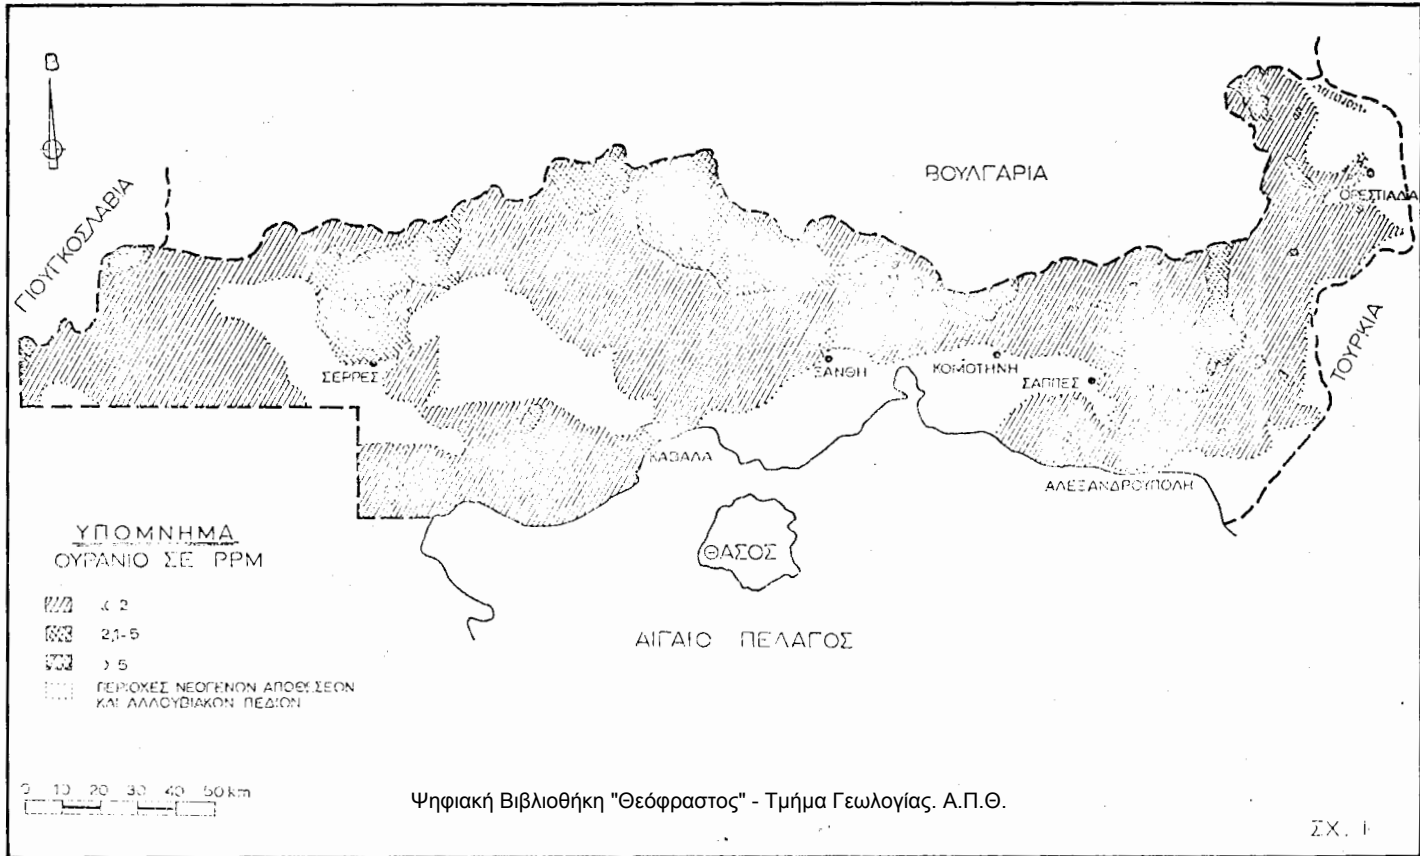 Β
ΒΟΥΛΓΑΡΙΑ
ΓΙΟΥΓΚΟΣΛΑΒΙΑ
ΟΡΕΣΤΙΑΔΑ
ΤΟΥΡΚΙΑ
ΣΕΡΡΕΣ
ΞΑΝΘΗ
ΚΟΜΟΤΗΝΗ
ΣΑΠΠΕΣ
ΚΑΒΑΛΑ
ΑΛΕΞΑΝΔΡΟΥΠΟΛΗ
ΘΑΣΟΣ
ΑΙΓΑΙΟ ΠΕΛΑΓΟΣ
ΥΠΟΜΝΗΜΑ
ΟΥΡΑΝΙΟ ΣΕ PPM
< 2
2,1-5
> 5
ΠΕΡΙΟΧΕΣ ΝΕΟΓΕΝΩΝ ΑΠΟΘΕΣΕΩΝ
ΚΑΙ ΑΛΛΟΥΒΙΑΚΩΝ ΠΕΔΙΩΝ
0 10 20 30 40 50 km
Ψηφιακή Βιβλιοθήκη "Θεόφραστος" - Τμήμα Γεωλογίας. Α.Π.Θ.
ΣΧ. 1